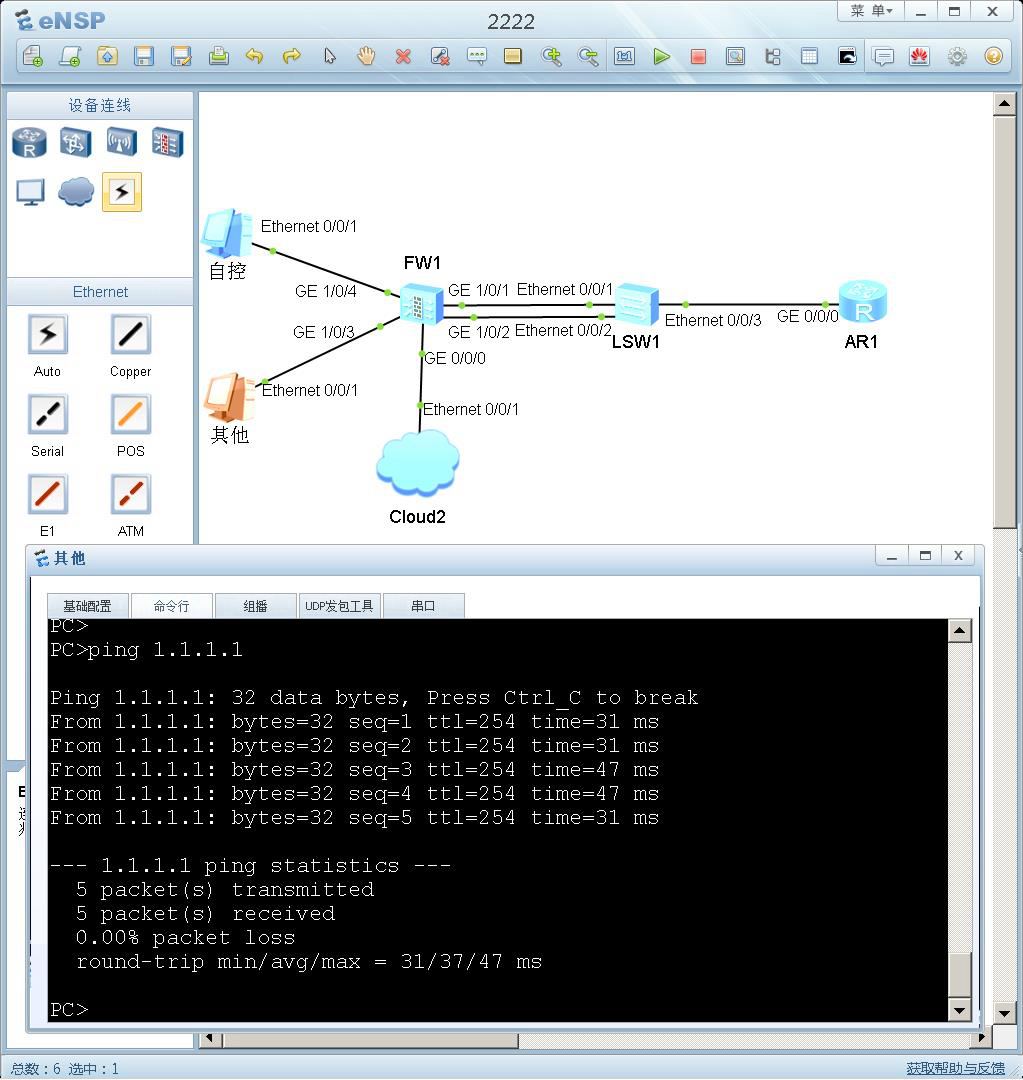 eNSP
2222
菜 单
设备连线
Ethernet
Auto
Copper
Serial
POS
E1
ATM
Ethernet 0/0/1
自控
FW1
GE 1/0/4
GE 1/0/1
Ethernet 0/0/1
GE 1/0/3
GE 1/0/2
Ethernet 0/0/2
Ethernet 0/0/3
GE 0/0/0
LSW1
AR1
GE 0/0/0
Ethernet 0/0/1
其他
Ethernet 0/0/1
Cloud2
其他
基础配置
命令行
组播
UDP发包工具
串口
PC>
PC>ping 1.1.1.1
Ping 1.1.1.1: 32 data bytes, Press Ctrl_C to break
From 1.1.1.1: bytes=32 seq=1 ttl=254 time=31 ms
From 1.1.1.1: bytes=32 seq=2 ttl=254 time=31 ms
From 1.1.1.1: bytes=32 seq=3 ttl=254 time=47 ms
From 1.1.1.1: bytes=32 seq=4 ttl=254 time=47 ms
From 1.1.1.1: bytes=32 seq=5 ttl=254 time=31 ms
--- 1.1.1.1 ping statistics ---
5 packet(s) transmitted
5 packet(s) received
0.00% packet loss
round-trip min/avg/max = 31/37/47 ms
PC>
总数：6 选中：1
获取帮助与反馈